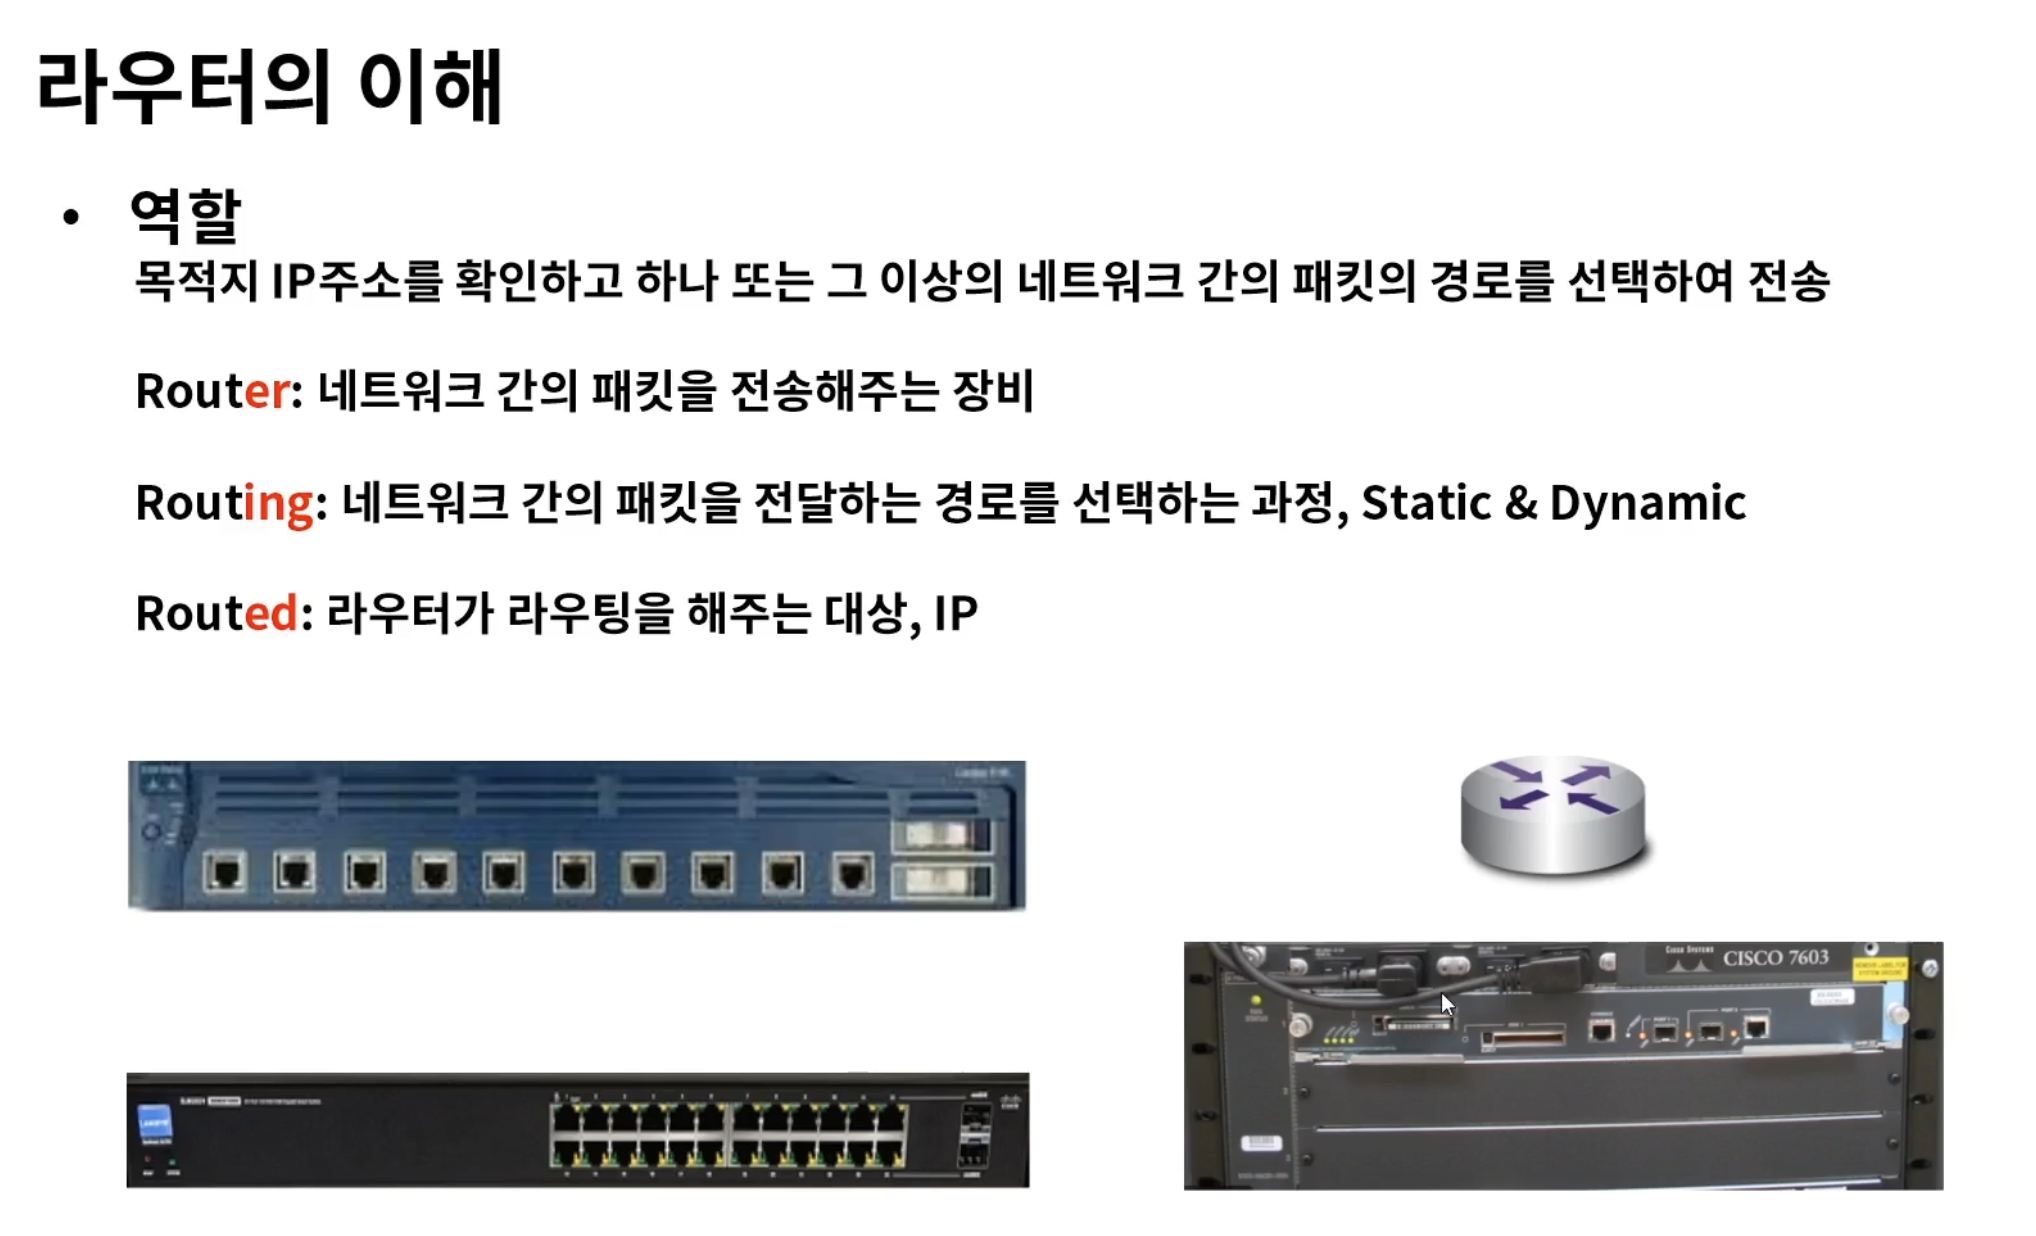 라우터의 이해
• 역할
목적지 IP주소를 확인하고 하나 또는 그 이상의 네트워크 간의 패킷의 경로를 선택하여 전송
Router: 네트워크 간의 패킷을 전송해주는 장비
Routing: 네트워크 간의 패킷을 전달하는 경로를 선택하는 과정, Static & Dynamic
Routed: 라우터가 라우팅을 해주는 대상, IP
CISCO SYSTEMS
CISCO 7603